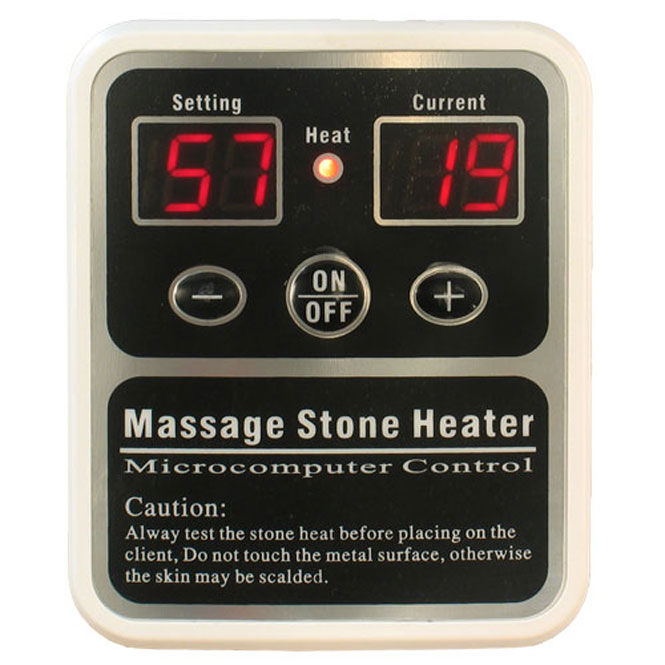 Setting
Current
Heat
57
19
−
ON
OFF
+
Massage Stone Heater
Microcomputer Control
Caution:
Alway test the stone heat before placing on the
client, Do not touch the metal surface, otherwise
the skin may be scalded.